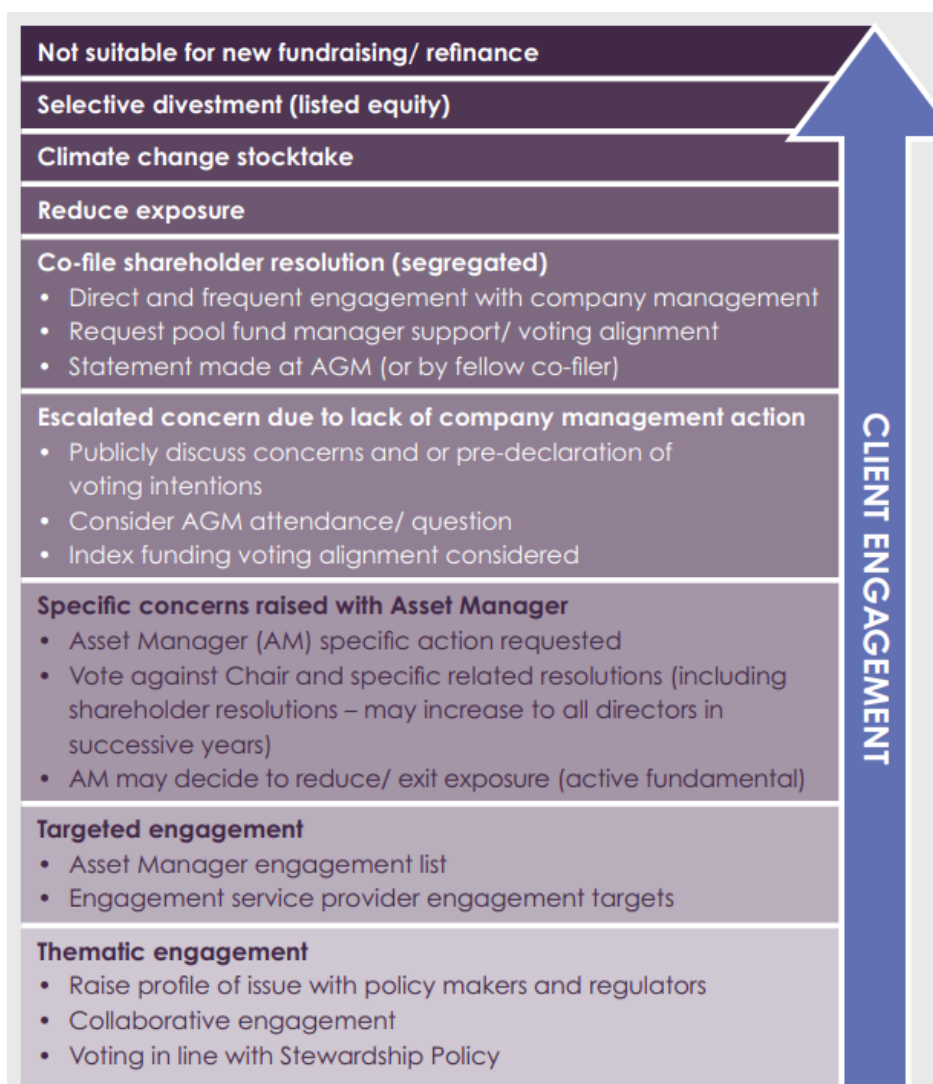 Not suitable for new fundraising/ refinance
Selective divestment (listed equity)
Climate change stocktake
Reduce exposure
Co-file shareholder resolution (segregated)
• Direct and frequent engagement with company management
• Request pool fund manager support/ voting alignment
• Statement made at AGM (or by fellow co-filer)
Escalated concern due to lack of company management action
• Publicly discuss concerns and or pre-declaration of
voting intentions
• Consider AGM attendance/ question
• Index funding voting alignment considered
Specific concerns raised with Asset Manager
• Asset Manager (AM) specific action requested
• Vote against Chair and specific related resolutions (including
shareholder resolutions – may increase to all directors in
successive years)
• AM may decide to reduce/ exit exposure (active fundamental)
Targeted engagement
• Asset Manager engagement list
• Engagement service provider engagement targets
Thematic engagement
• Raise profile of issue with policy makers and regulators
• Collaborative engagement
• Voting in line with Stewardship Policy
CLIENT ENGAGEMENT